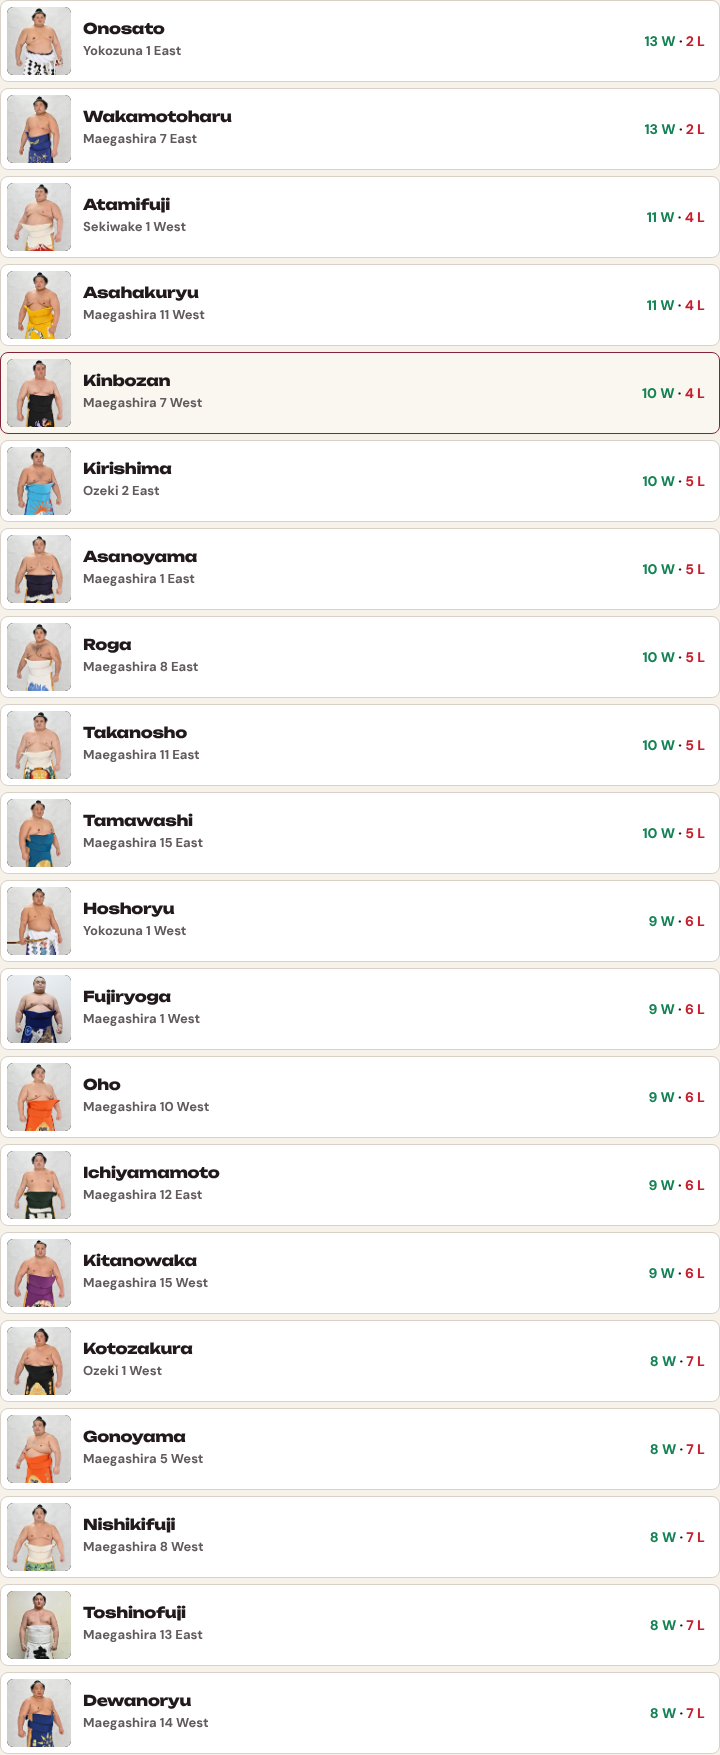 Onosato
13 W · 2 L
Yokozuna 1 East
Wakamotoharu
13 W · 2 L
Maegashira 7 East
Atamifuji
11 W · 4 L
Sekiwake 1 West
Asahakuryu
11 W · 4 L
Maegashira 11 West
Kinbozan
10 W · 4 L
Maegashira 7 West
Kirishima
10 W · 5 L
Ozeki 2 East
Asanoyama
10 W · 5 L
Maegashira 1 East
Roga
10 W · 5 L
Maegashira 8 East
Takanosho
10 W · 5 L
Maegashira 11 East
Tamawashi
10 W · 5 L
Maegashira 15 East
Hoshoryu
9 W · 6 L
Yokozuna 1 West
Fujiryoga
9 W · 6 L
Maegashira 1 West
Oho
9 W · 6 L
Maegashira 10 West
Ichiyamamoto
9 W · 6 L
Maegashira 12 East
Kitanowaka
9 W · 6 L
Maegashira 15 West
Kotozakura
8 W · 7 L
Ozeki 1 West
Gonoyama
8 W · 7 L
Maegashira 5 West
Nishikifuji
8 W · 7 L
Maegashira 8 West
Toshinofuji
8 W · 7 L
Maegashira 13 East
Dewanoryu
8 W · 7 L
Maegashira 14 West